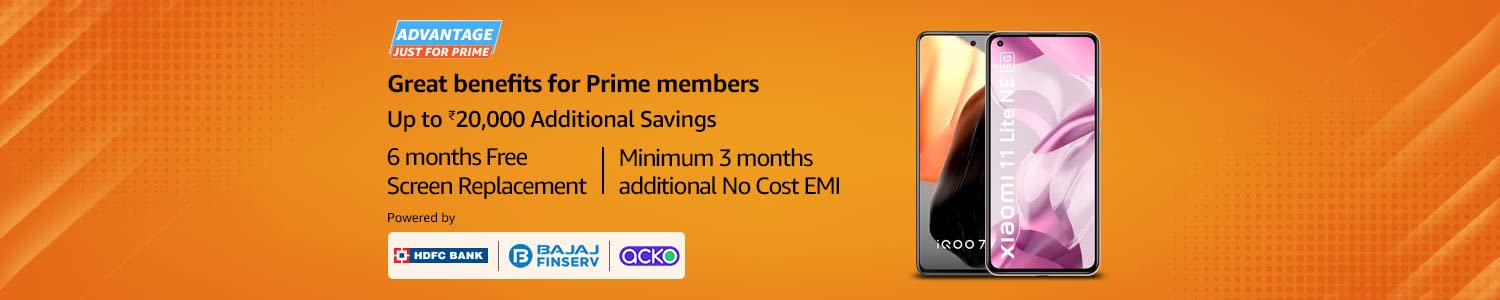 ADVANTAGE
JUST FOR PRIME
Great benefits for Prime members
Up to ₹20,000 Additional Savings
6 months Free
Screen Replacement
Minimum 3 months
additional No Cost EMI
Powered by
HDFC BANK
BAJAJ
FINSERV
acko
iQOO 7
xiaomi 11 Lite NE 5G